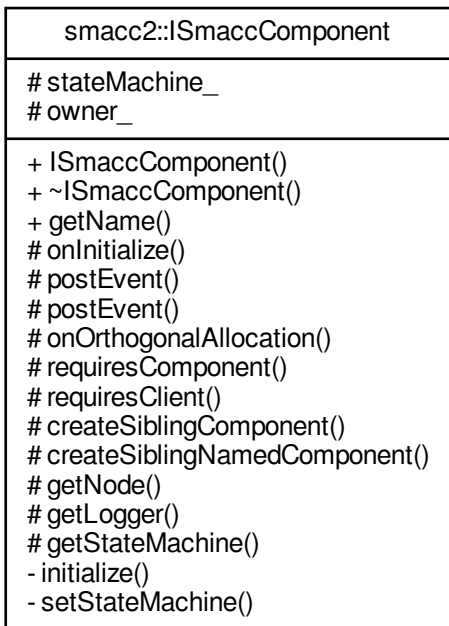 smacc2::ISmaccComponent
# stateMachine_
# owner_
+ ISmaccComponent()
+ ~ISmaccComponent()
+ getName()
# onInitialize()
# postEvent()
# postEvent()
# onOrthogonalAllocation()
# requiresComponent()
# requiresClient()
# createSiblingComponent()
# createSiblingNamedComponent()
# getNode()
# getLogger()
# getStateMachine()
- initialize()
- setStateMachine()